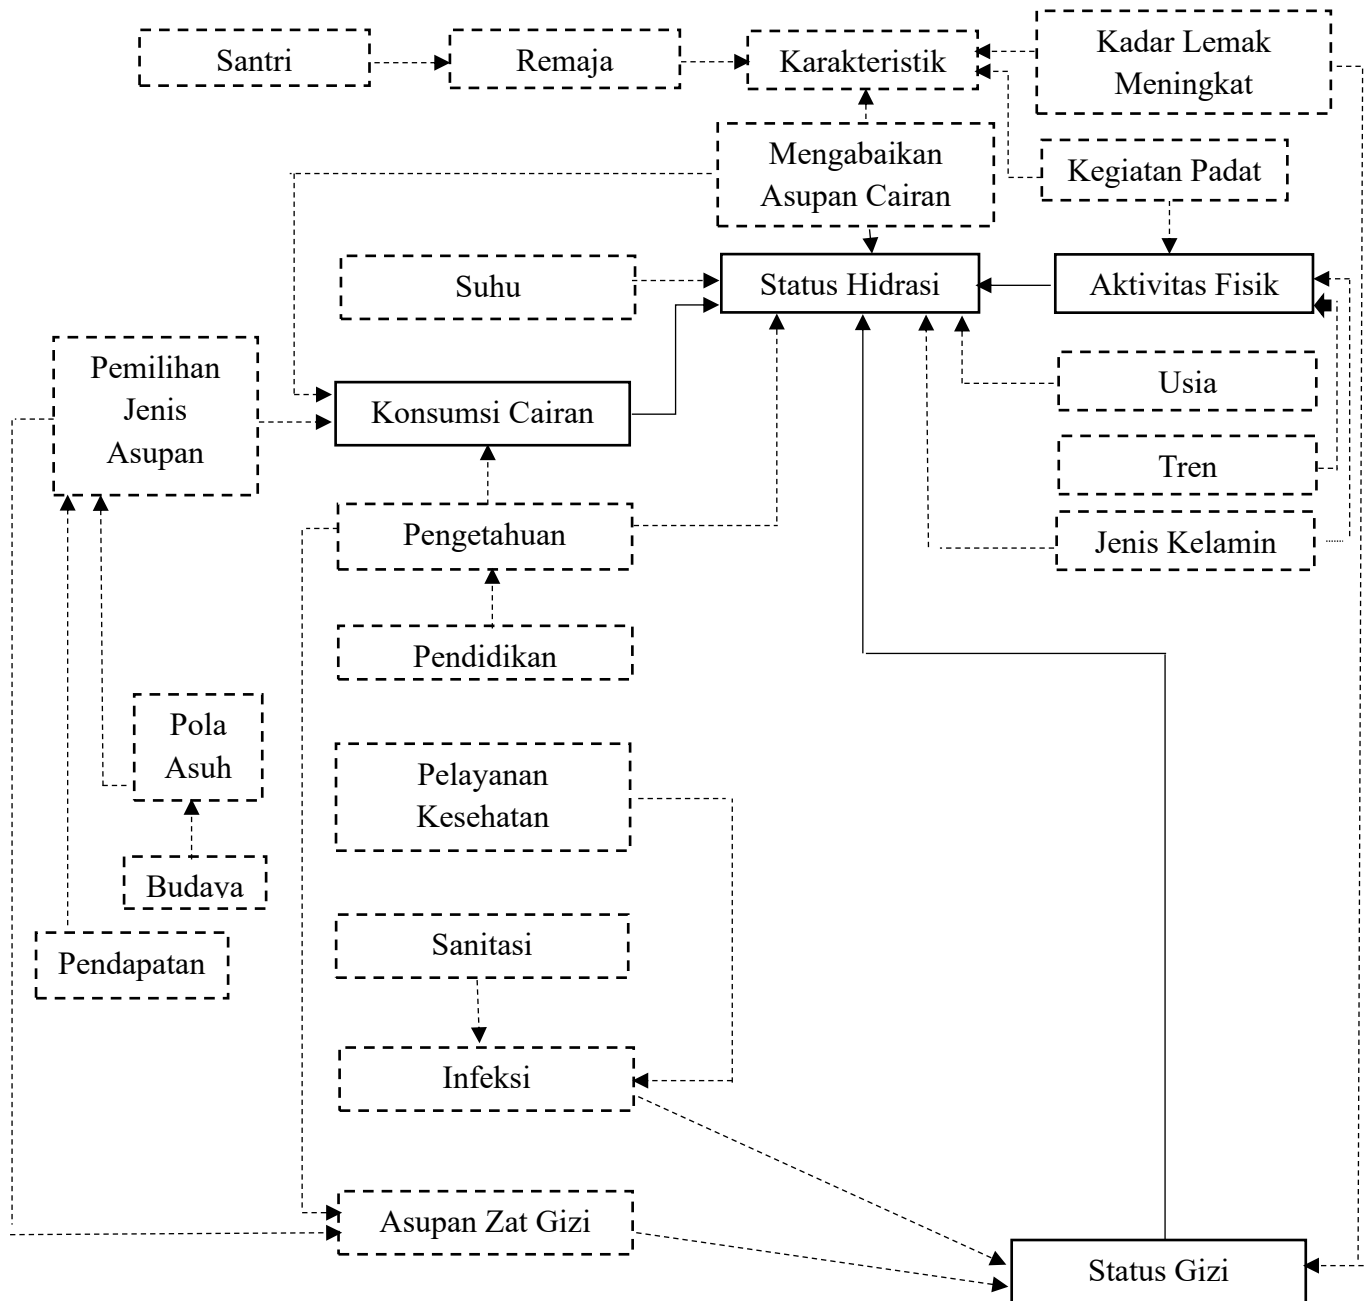 Santri
Remaja
Karakteristik
Kadar Lemak
Meningkat
Mengabaikan
Asupan Cairan
Kegiatan Padat
Suhu
Status Hidrasi
Aktivitas Fisik
Pemilihan
Jenis
Asupan
Konsumsi Cairan
Usia
Tren
Pengetahuan
Jenis Kelamin
Pendidikan
Pola
Asuh
Pelayanan
Kesehatan
Budaya
Sanitasi
Pendapatan
Infeksi
Asupan Zat Gizi
Status Gizi